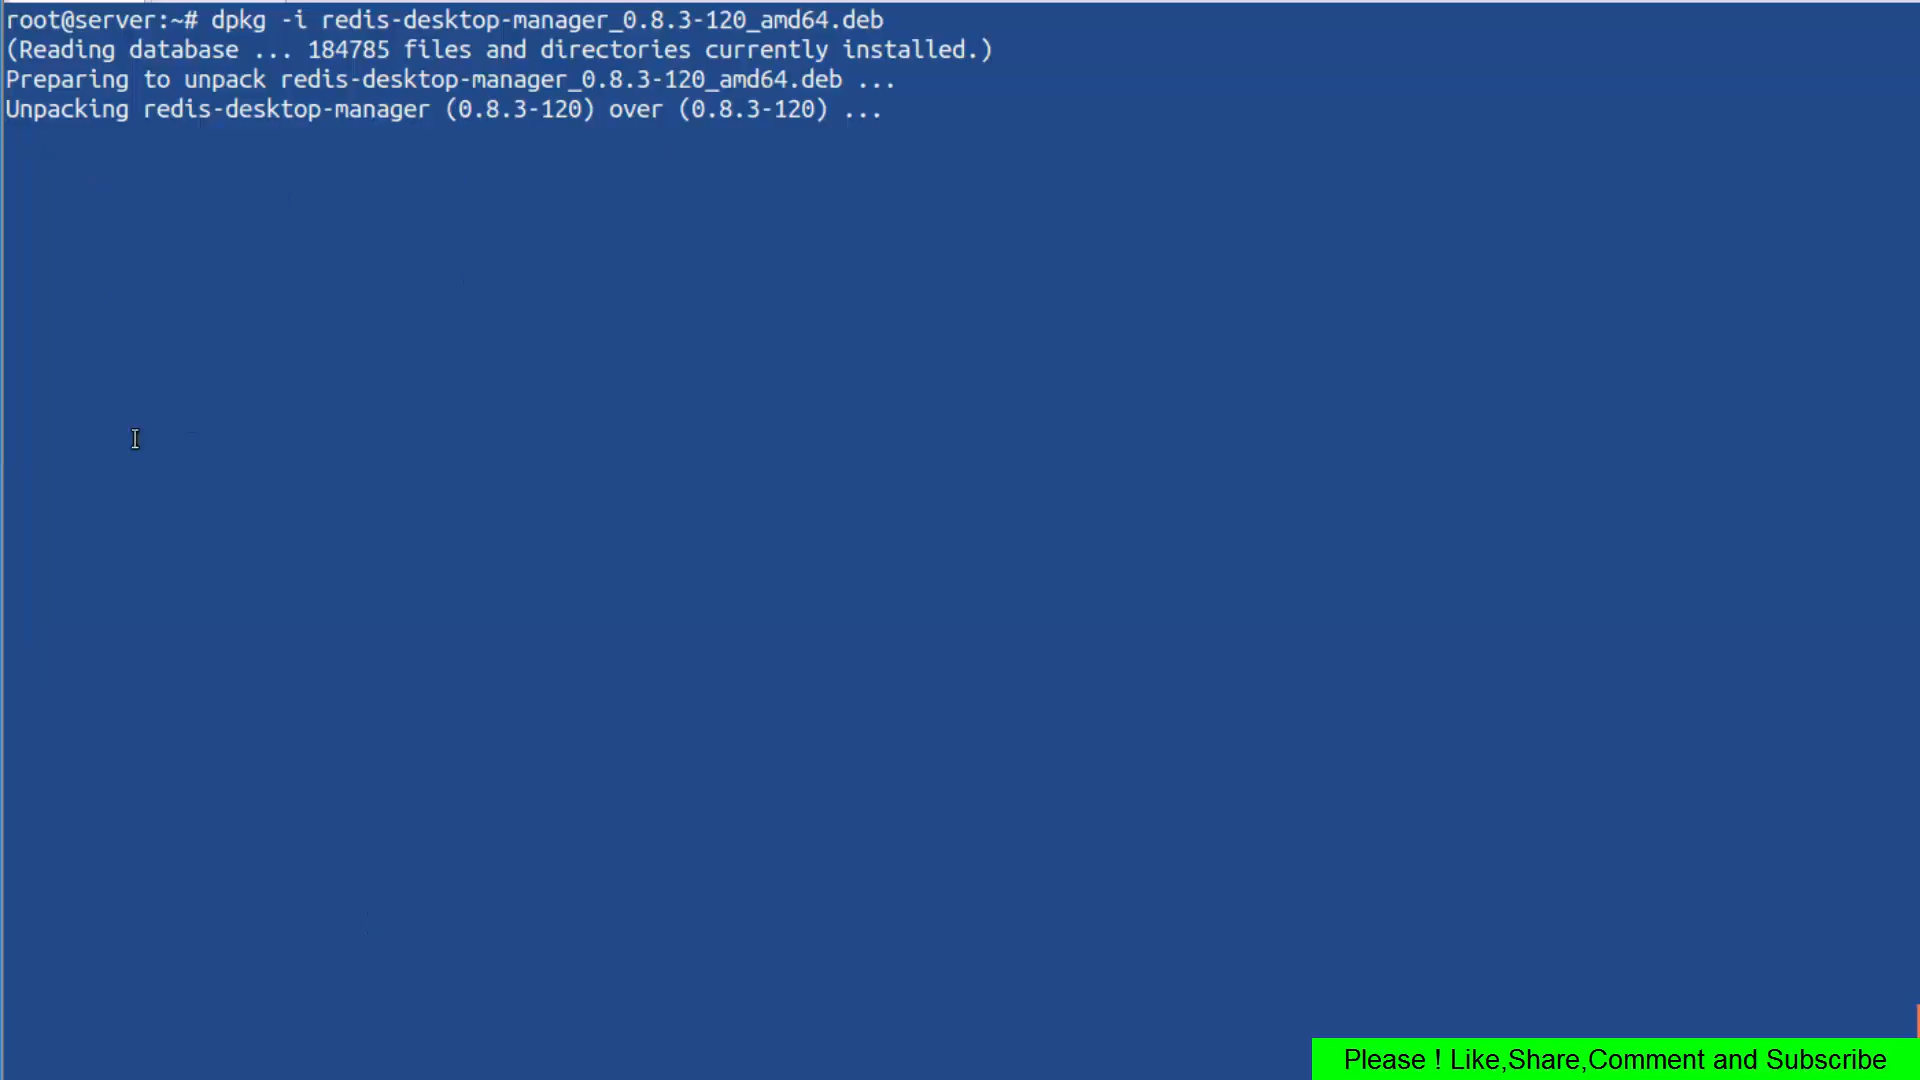 root@server:~# dpkg -i redis-desktop-manager_0.8.3-120_amd64.deb
(Reading database ... 184785 files and directories currently installed.)
Preparing to unpack redis-desktop-manager_0.8.3-120_amd64.deb ...
Unpacking redis-desktop-manager (0.8.3-120) over (0.8.3-120) ...
Please ! Like,Share,Comment and Subscribe